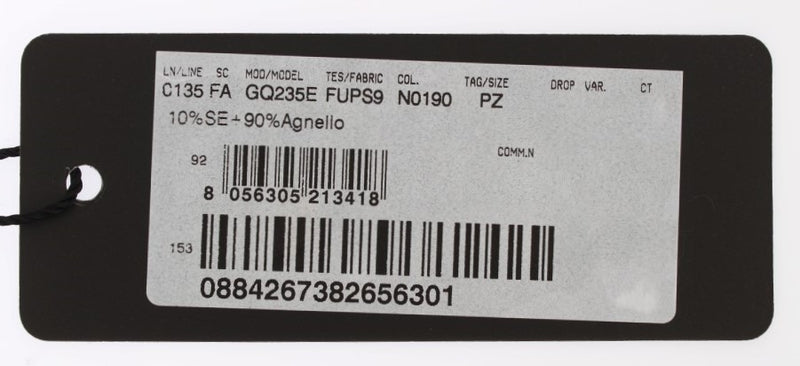 LN/LINE SC MOD/MODEL TES/FABRIC COL. TAG/SIZE DROP VAR. CT
C135 FA GQ235E FUPS9 N0190 PZ
10%SE+90%Agnello
COMM.N
92
8 056305 213418
153
0884267382656301